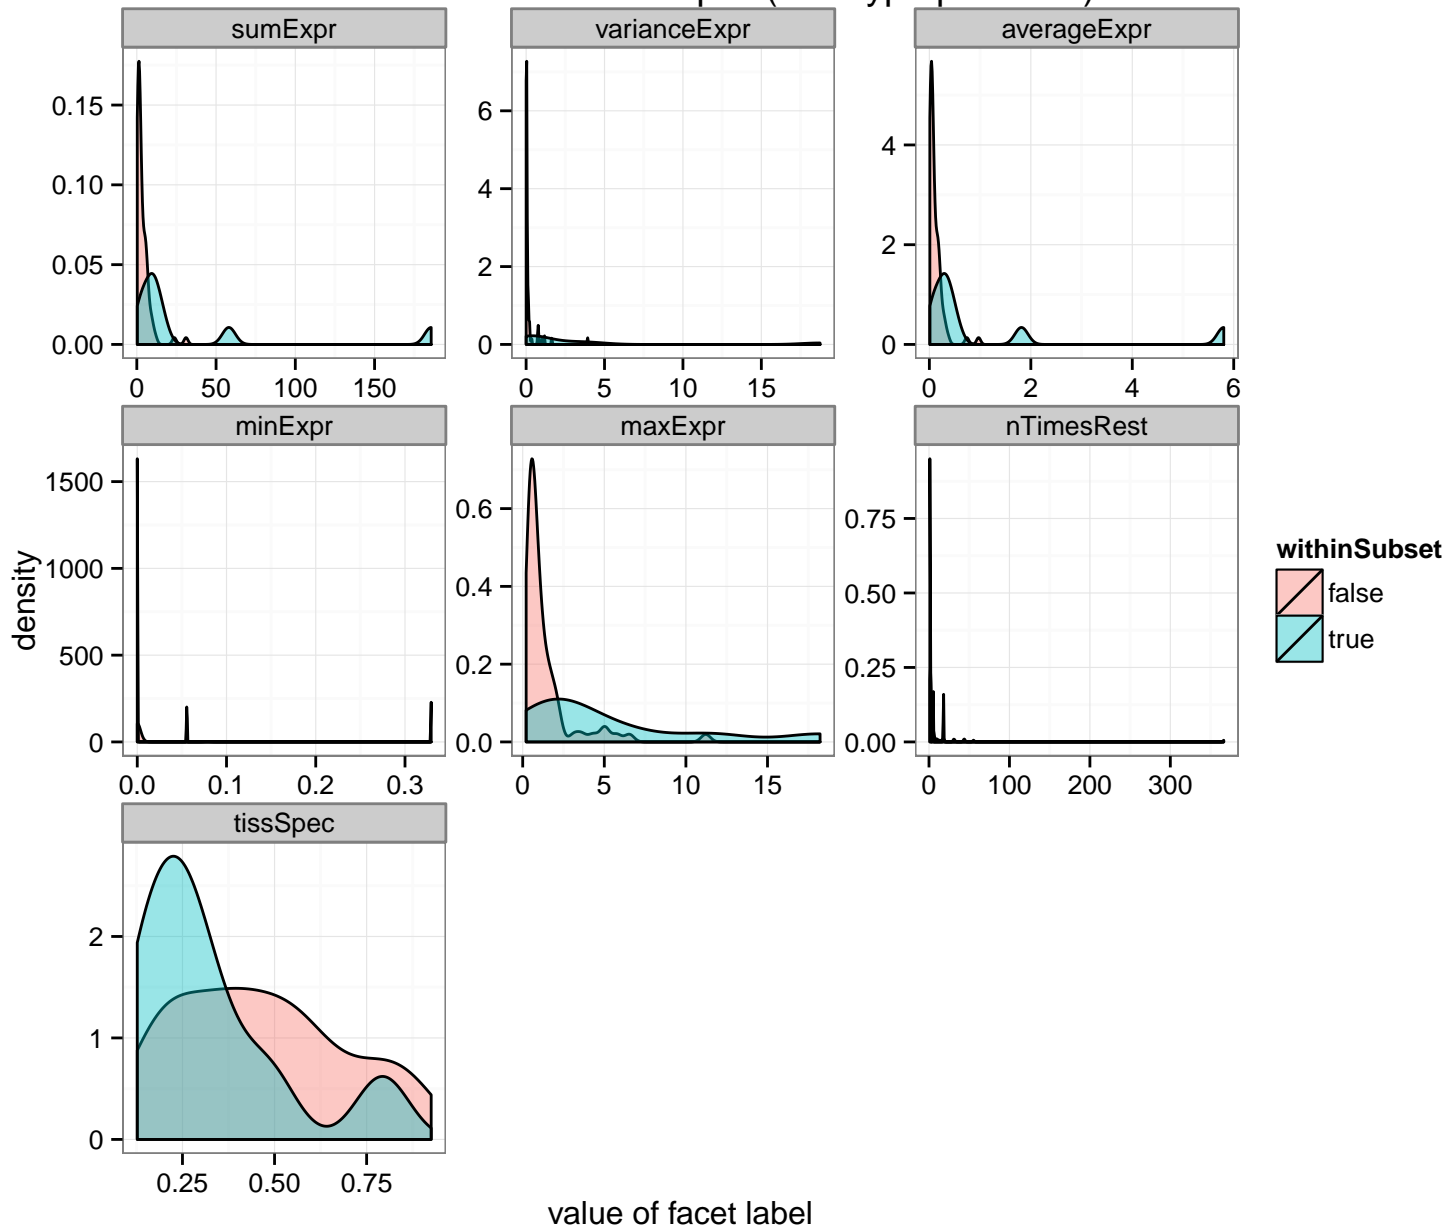 sumExpr varianceExpr averageExpr
0.15 6 4
0.10 4 2
0.05 2 0
0.00 0
0 50 100 150 0 5 10 15 0 2 4 6
minExpr maxExpr nTimesRest
1500 0.6 0.75
1000 0.4 0.50
500 0.2 0.25
0 0.0 0.00
0.0 0.1 0.2 0.3 0 5 10 15 0 100 200 300
density
withinSubset
false
true
tissSpec
2
1
0
0.25 0.50 0.75
value of facet label